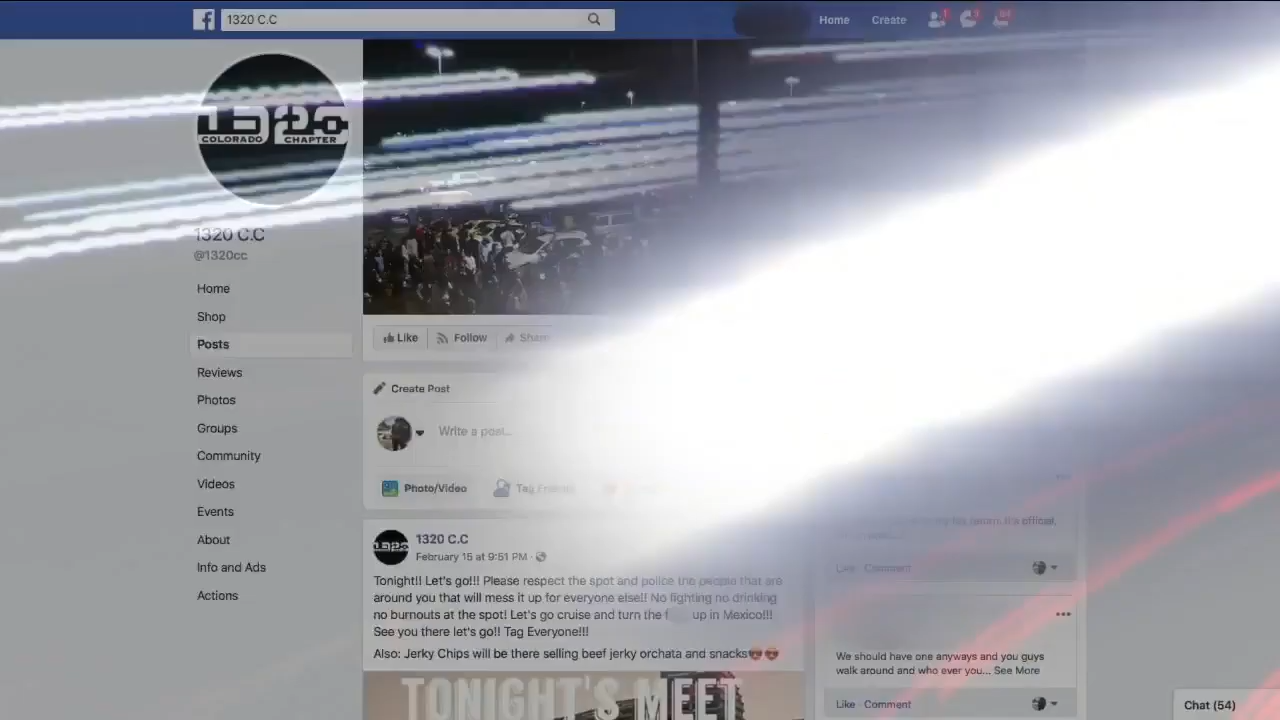 1320 C.C
Home
Create
1320
COLORADO CHAPTER
1320 C.C
@1320cc
Home
Shop
Posts
Reviews
Photos
Groups
Community
Videos
Events
About
Info and Ads
Actions
Like
Follow
Share
Create Post
Write a post...
Photo/Video
Tag Friends
1320 C.C
February 15 at 9:51 PM
Tonight!! Let's go!!! Please respect the spot and police the people that are
around you that will mess it up for everyone else!! No fighting no drinking
no burnouts at the spot! Let's go cruise and turn the f up in Mexico!!!
See you there let's go!! Tag Everyone!!!
Also: Jerky Chips will be there selling beef jerky orchata and snacks
TONIGHT'S MEET
official,
Like Comment
We should have one anyways and you guys
walk around and who ever you... See More
Like Comment
Chat (54)